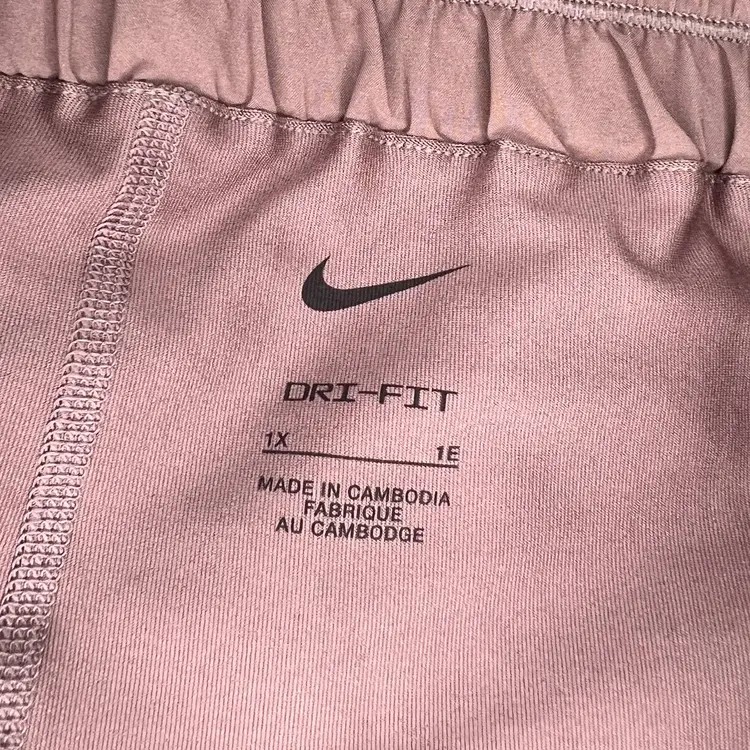 DRI-FIT
1X 1E
MADE IN CAMBODIA
FABRIQUE
AU CAMBODGE